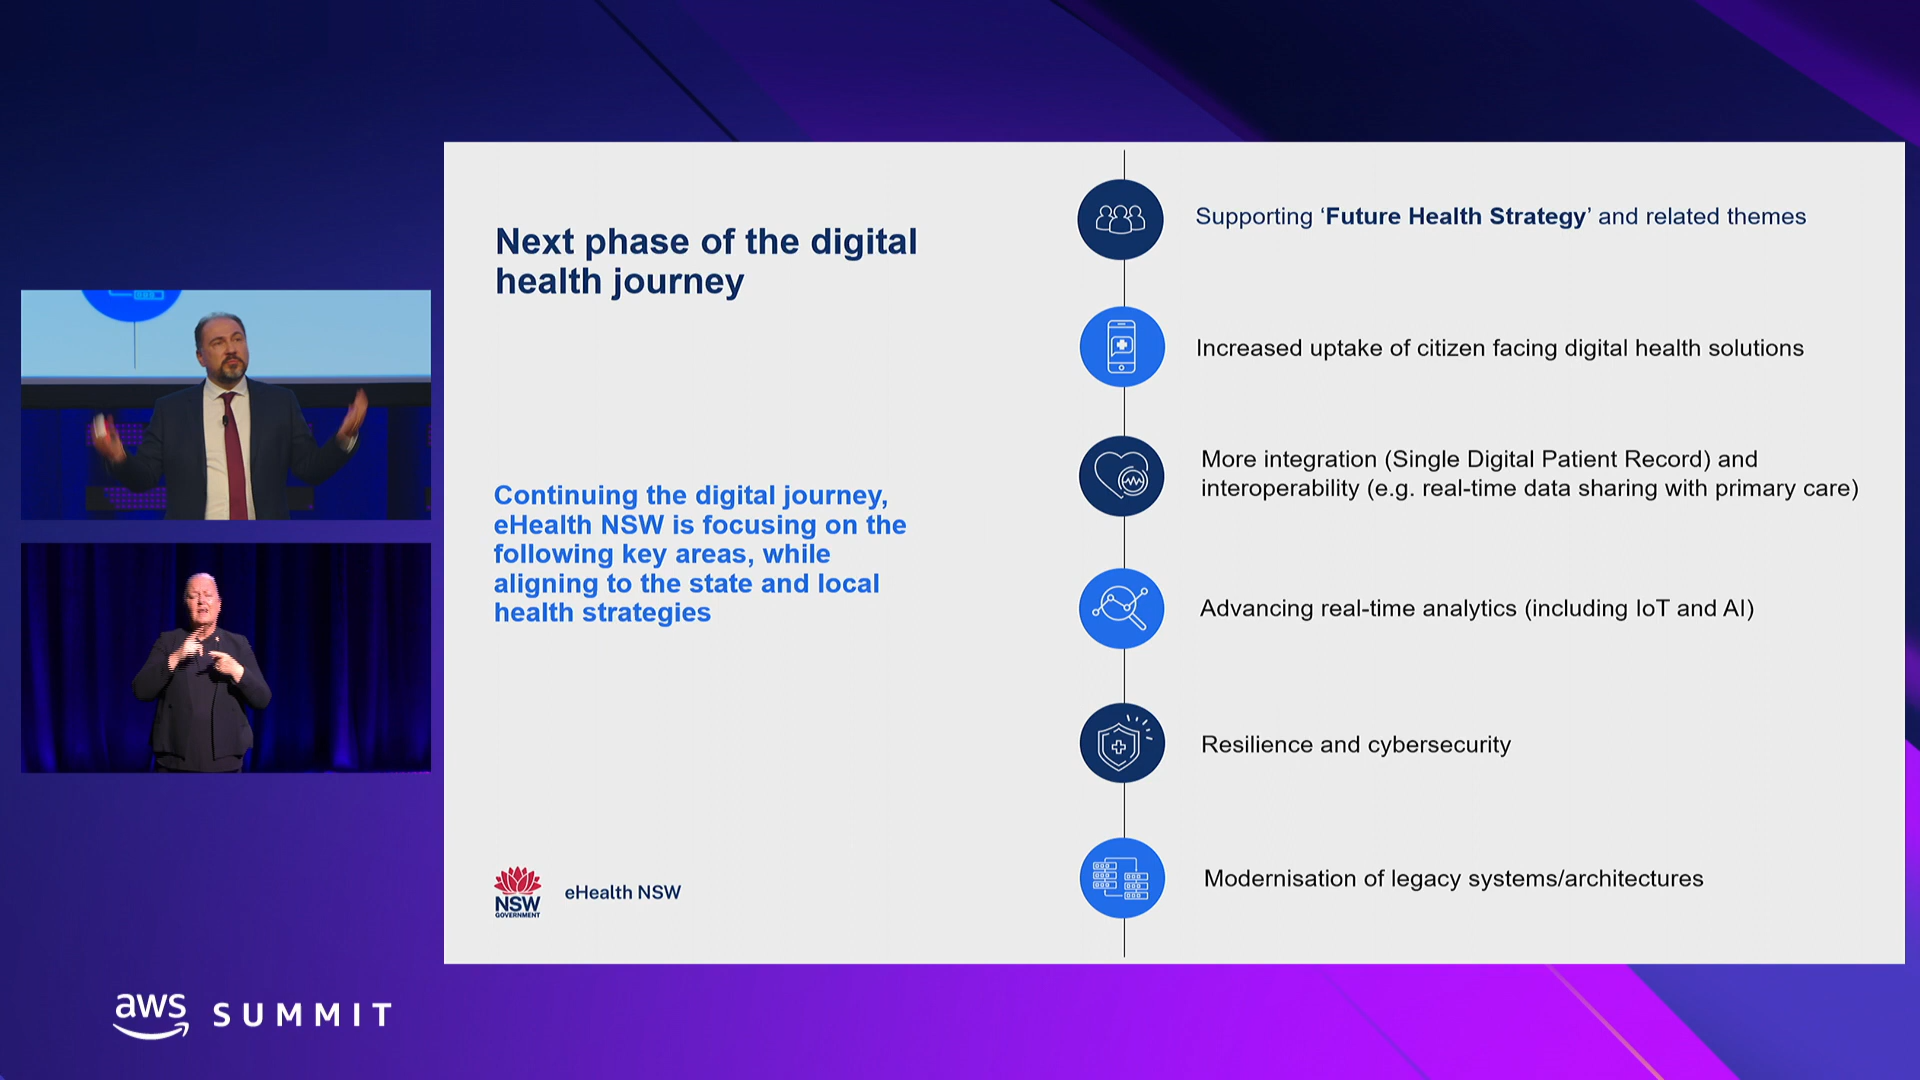 Next phase of the digital
health journey
Continuing the digital journey,
eHealth NSW is focusing on the
following key areas, while
aligning to the state and local
health strategies
NSW
GOVERNMENT
eHealth NSW
Supporting ‘Future Health Strategy’ and related themes
Increased uptake of citizen facing digital health solutions
More integration (Single Digital Patient Record) and
interoperability (e.g. real-time data sharing with primary care)
Advancing real-time analytics (including IoT and AI)
Resilience and cybersecurity
Modernisation of legacy systems/architectures
aws SUMMIT